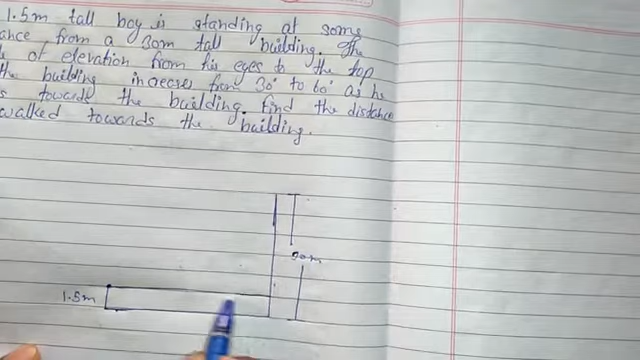 1.5m tall boy is standing at some
ance from a 30m tall building. The
of elevation from his eyes to the top
the building increses from 30° to 60° as he
s towards the building. find the distance
walked towards the building.
30m
1.5m